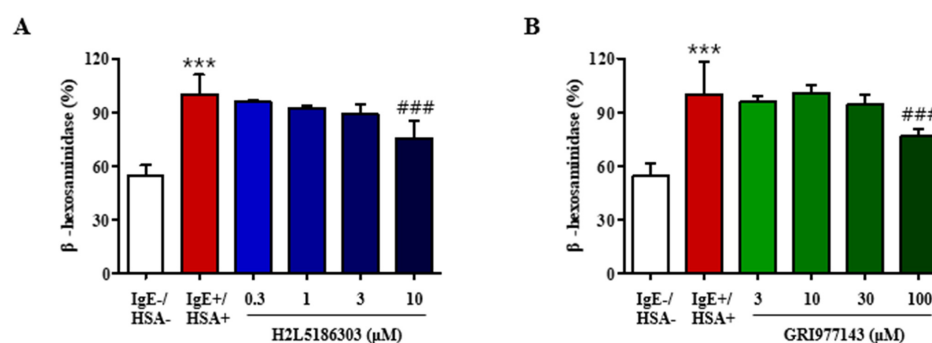 A
β -hexosaminidase (%)
120
90
60
30
0
***
###
IgE-/
HSA-
IgE+/
HSA+
0.3 1 3 10
H2L5186303 (μM)
B
β -hexosaminidase (%)
120
90
60
30
0
***
###
IgE-/
HSA-
IgE+/
HSA+
3 10 30 100
GRI977143 (μM)